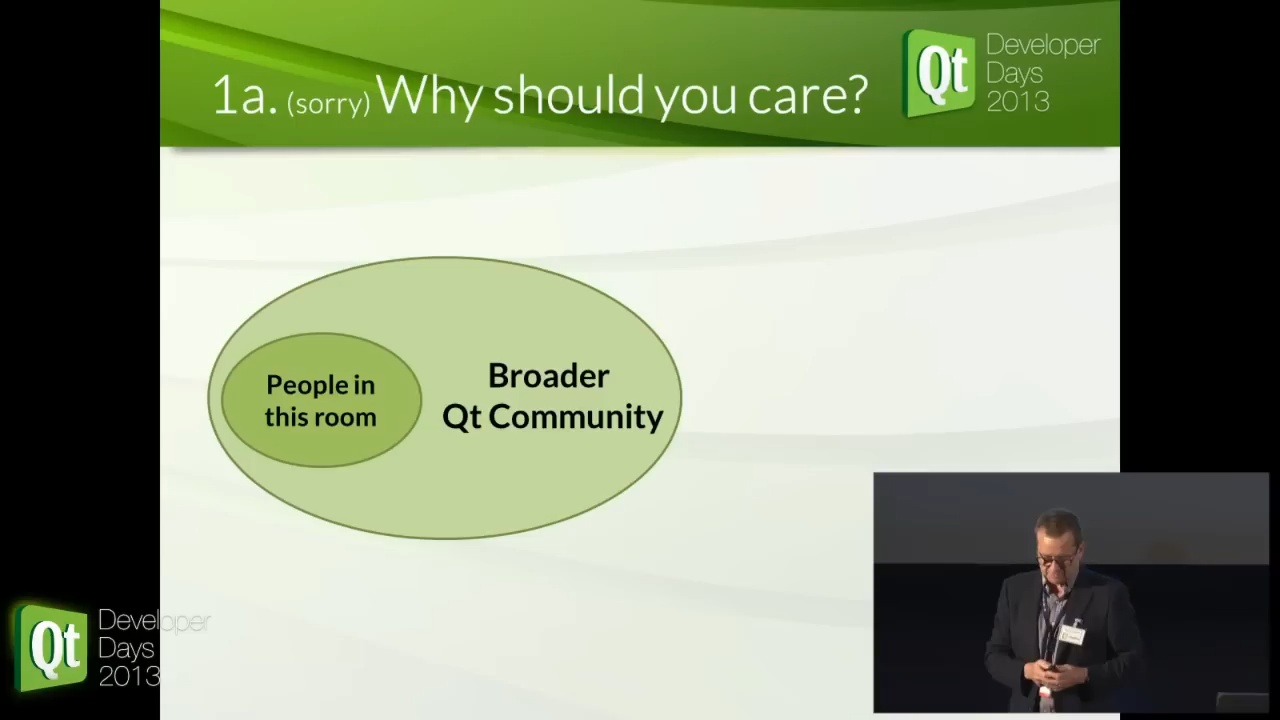 1a. (sorry) Why should you care?
Qt
Developer
Days
2013
People in
this room
Broader
Qt Community
Qt
Developer
Days
2013